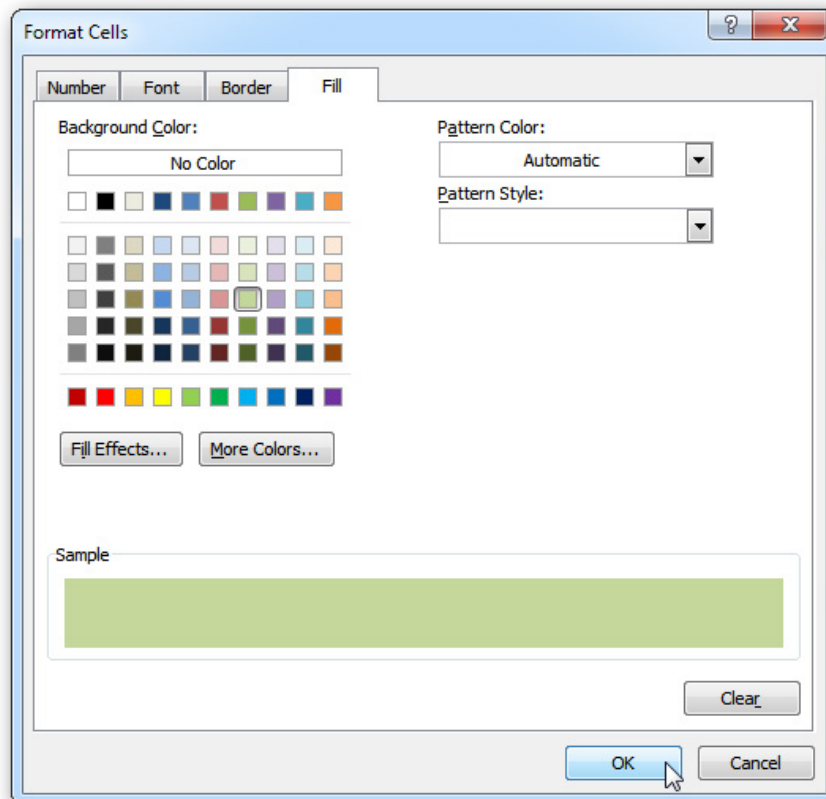 Format Cells
?
Number Font Border Fill
Background Color:
No Color
Pattern Color:
Automatic
Pattern Style:
Fill Effects...
More Colors...
Sample
Clear
OK
Cancel